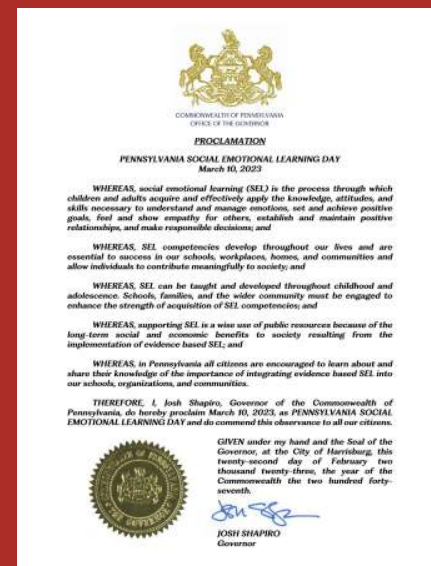 COMMONWEALTH OF PENNSYLVANIA
OFFICE OF THE GOVERNOR
PROCLAMATION
PENNSYLVANIA SOCIAL EMOTIONAL LEARNING DAY
March 10, 2023
WHEREAS, social emotional learning (SEL) is the process through which
children and adults acquire and effectively apply the knowledge, attitudes, and
skills necessary to understand and manage emotions, set and achieve positive
goals, feel and show empathy for others, establish and maintain positive
relationships, and make responsible decisions; and
WHEREAS, SEL competencies develop throughout our lives and are
essential to success in our schools, workplaces, homes, and communities and
allow individuals to contribute meaningfully to society; and
WHEREAS, SEL can be taught and developed throughout childhood and
adolescence. Schools, families, and the wider community must be engaged to
enhance the strength of acquisition of SEL competencies; and
WHEREAS, supporting SEL is a wise use of public resources because of the
long-term social and economic benefits to society resulting from the
implementation of evidence based SEL; and
WHEREAS, in Pennsylvania all citizens are encouraged to learn about and
share their knowledge of the importance of integrating evidence based SEL into
our schools, organizations, and communities.
THEREFORE, I, Josh Shapiro, Governor of the Commonwealth of
Pennsylvania, do hereby proclaim March 10, 2023, as PENNSYLVANIA SOCIAL
EMOTIONAL LEARNING DAY and do commend this observance to all our citizens.
GIVEN under my hand and the Seal of the
Governor, at the City of Harrisburg, this
twenty-second day of February two
thousand twenty-three, the year of the
Commonwealth the two hundred forty-
seventh.
JOSH SHAPIRO
Governor